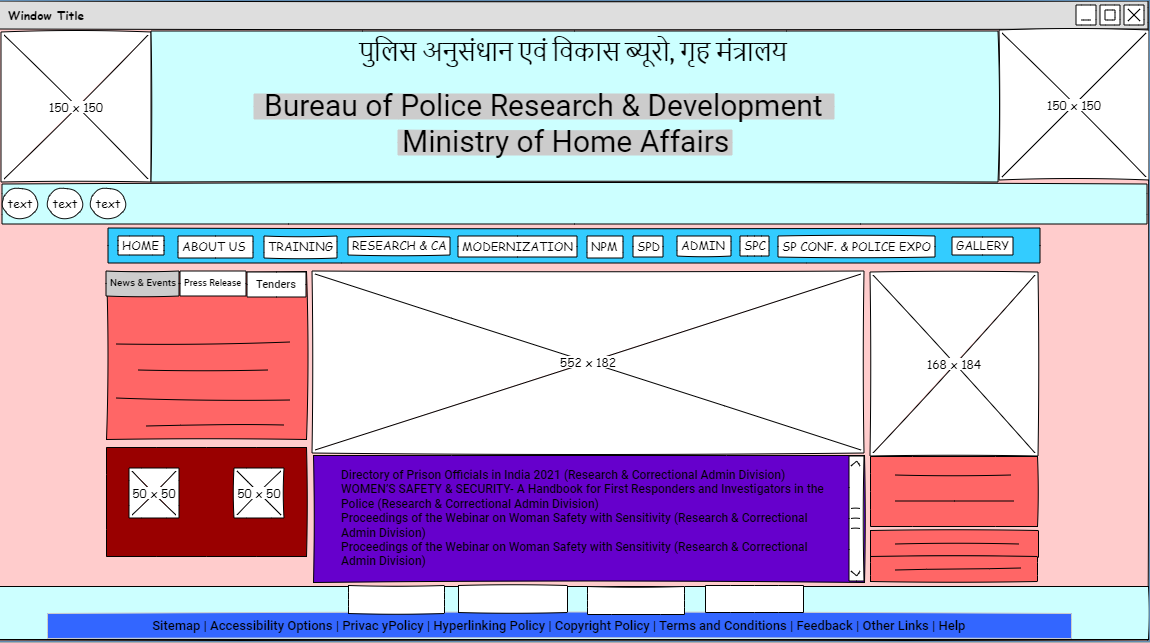 Window Title
पुलिस अनुसंधान एवं विकास ब्यूरो, गृह मंत्रालय
150 x 150
150 x 150
Bureau of Police Research & Development
Ministry of Home Affairs
text text text
HOME ABOUT US TRAINING RESEARCH & CA MODERNIZATION NPM SPD ADMIN SPC SP CONF. & POLICE EXPO GALLERY
News & Events Press Release Tenders
552 x 182
168 x 184
50 x 50 50 x 50
Directory of Prison Officials in India 2021 (Research & Correctional Admin Division)
WOMEN'S SAFETY & SECURITY- A Handbook for First Responders and Investigators in the
Police (Research & Correctional Admin Division)
Proceedings of the Webinar on Woman Safety with Sensitivity (Research & Correctional
Admin Division)
Proceedings of the Webinar on Woman Safety with Sensitivity (Research & Correctional
Admin Division)
Sitemap | Accessibility Options | Privac yPolicy | Hyperlinking Policy | Copyright Policy | Terms and Conditions | Feedback | Other Links | Help